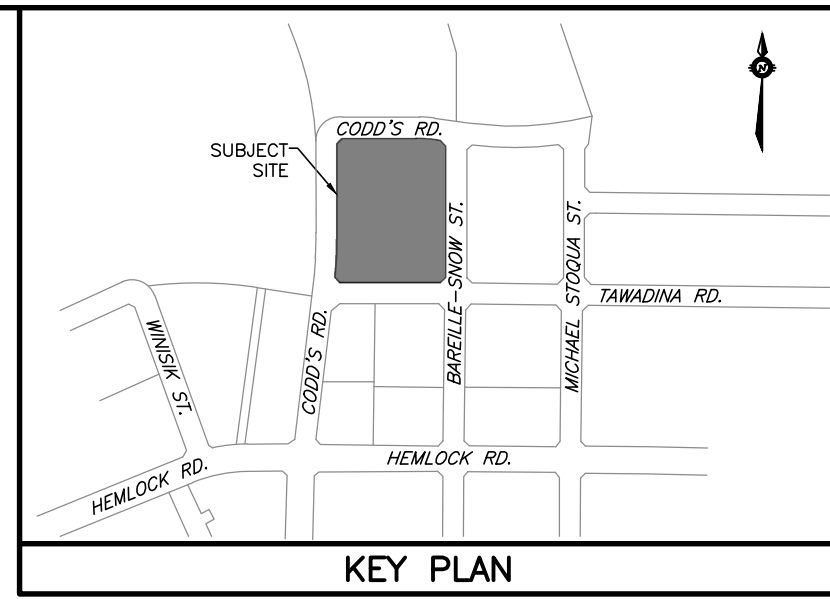 N
CODD'S RD.
SUBJECT
SITE
BAREILLE-SNOW ST.
MICHAEL STOQUA ST.
TAWADINA RD.
WINISIK ST.
CODD'S RD.
HEMLOCK RD.
HEMLOCK RD.
KEY PLAN